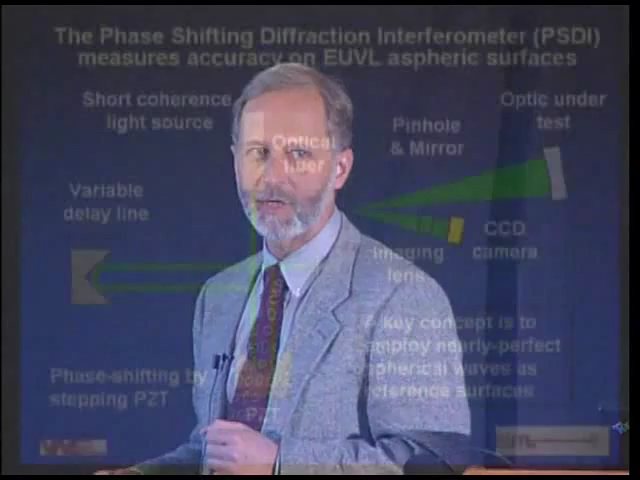 The Phase Shifting Diffraction Interferometer (PSDI)
measures accuracy on EUVL aspheric surfaces
Short coherence
light source
Optical
Pinhole
& Mirror
Optic under
test
Variable
delay line
CCD
camera
Imaging
lens
A key concept is to
employ nearly-perfect
spherical waves as
reference surfaces
Phase-shifting by
stepping PZT
PZT